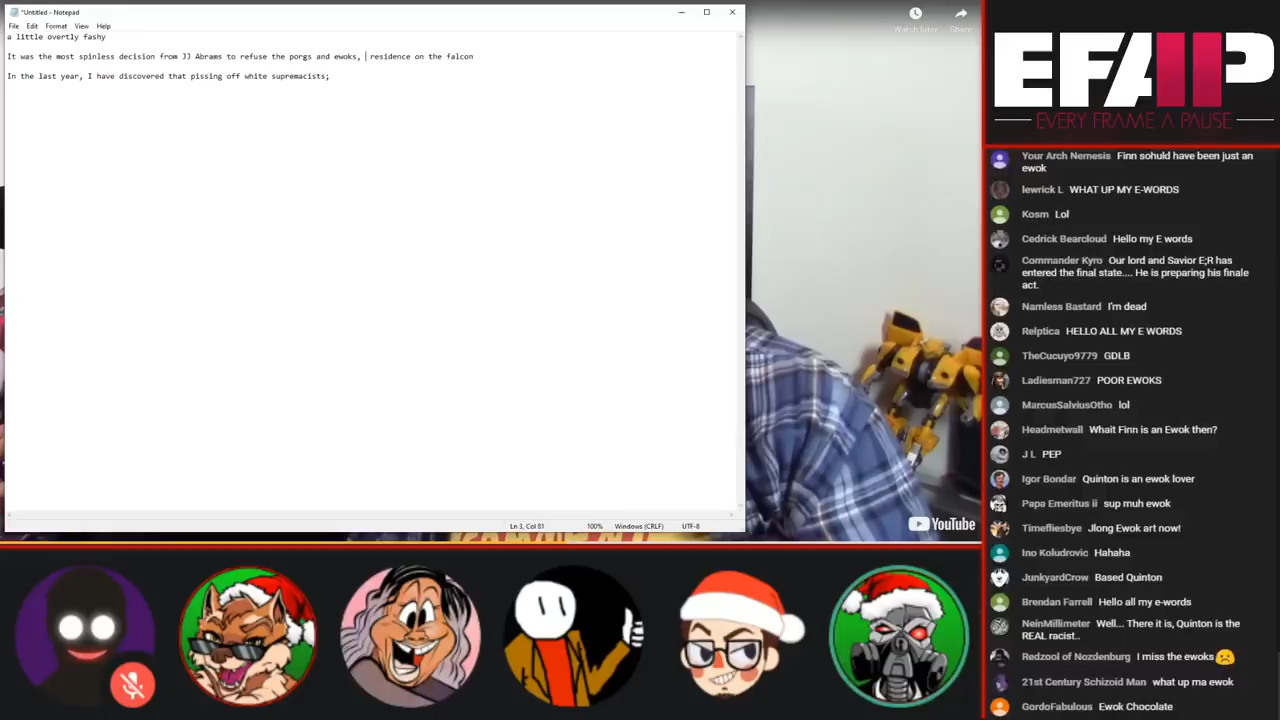 *Untitled - Notepad
File Edit Format View Help
a little overtly fashy
It was the most spinless decision from JJ Abrams to refuse the porgs and ewoks, residence on the falcon
In the last year, I have discovered that pissing off white supremacists;
Ln 3, Col 81 100% Windows (CRLF) UTF-8
Watch later Share
YouTube
EFAP
EVERY FRAME A PAUSE
Your Arch Nemesis Finn sohuld have been just an
ewok
lewrick L WHAT UP MY E-WORDS
Kosm Lol
Cedrick Bearcloud Hello my E words
Commander Kyro Our lord and Savior E;R has
entered the final state.... He is preparing his finale
act.
Namless Bastard I'm dead
Relptica HELLO ALL MY E WORDS
TheCucuyo9779 GDLB
Ladiesman727 POOR EWOKS
MarcusSalviusOtho lol
Headmetwall Whait Finn is an Ewok then?
J L PEP
Igor Bondar Quinton is an ewok lover
Papa Emeritus ii sup muh ewok
Timefliesbye Jlong Ewok art now!
Ino Koludrovic Hahaha
JunkyardCrow Based Quinton
Brendan Farrell Hello all my e-words
NeinMillimeter Well... There it is, Quinton is the
REAL racist..
Redzool of Nozdenburg I miss the ewoks
21st Century Schizoid Man what up ma ewok
GordoFabulous Ewok Chocolate